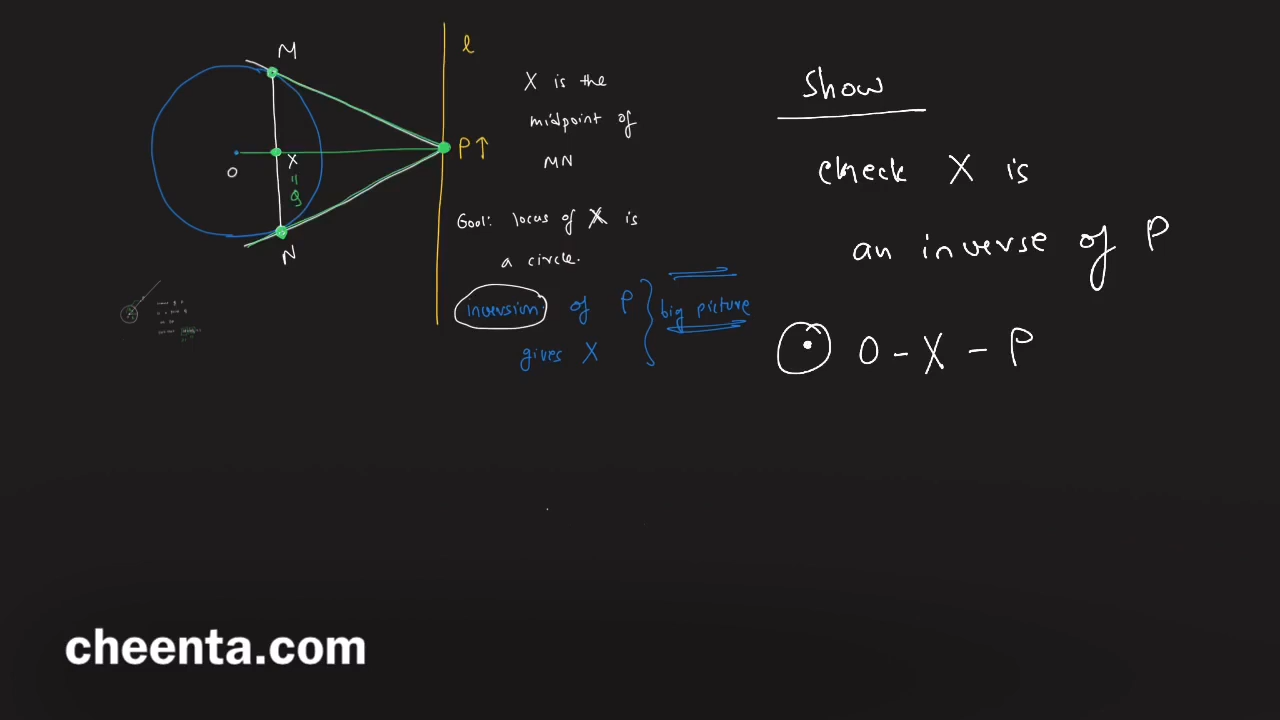 M
l
X is the
midpoint of
MN
P↑
O
X
=
Q
N
Goal: locus of X is
a circle.
inversion of P
gives X
big picture
Show
check X is
an inverse of P
O - X - P
cheenta.com